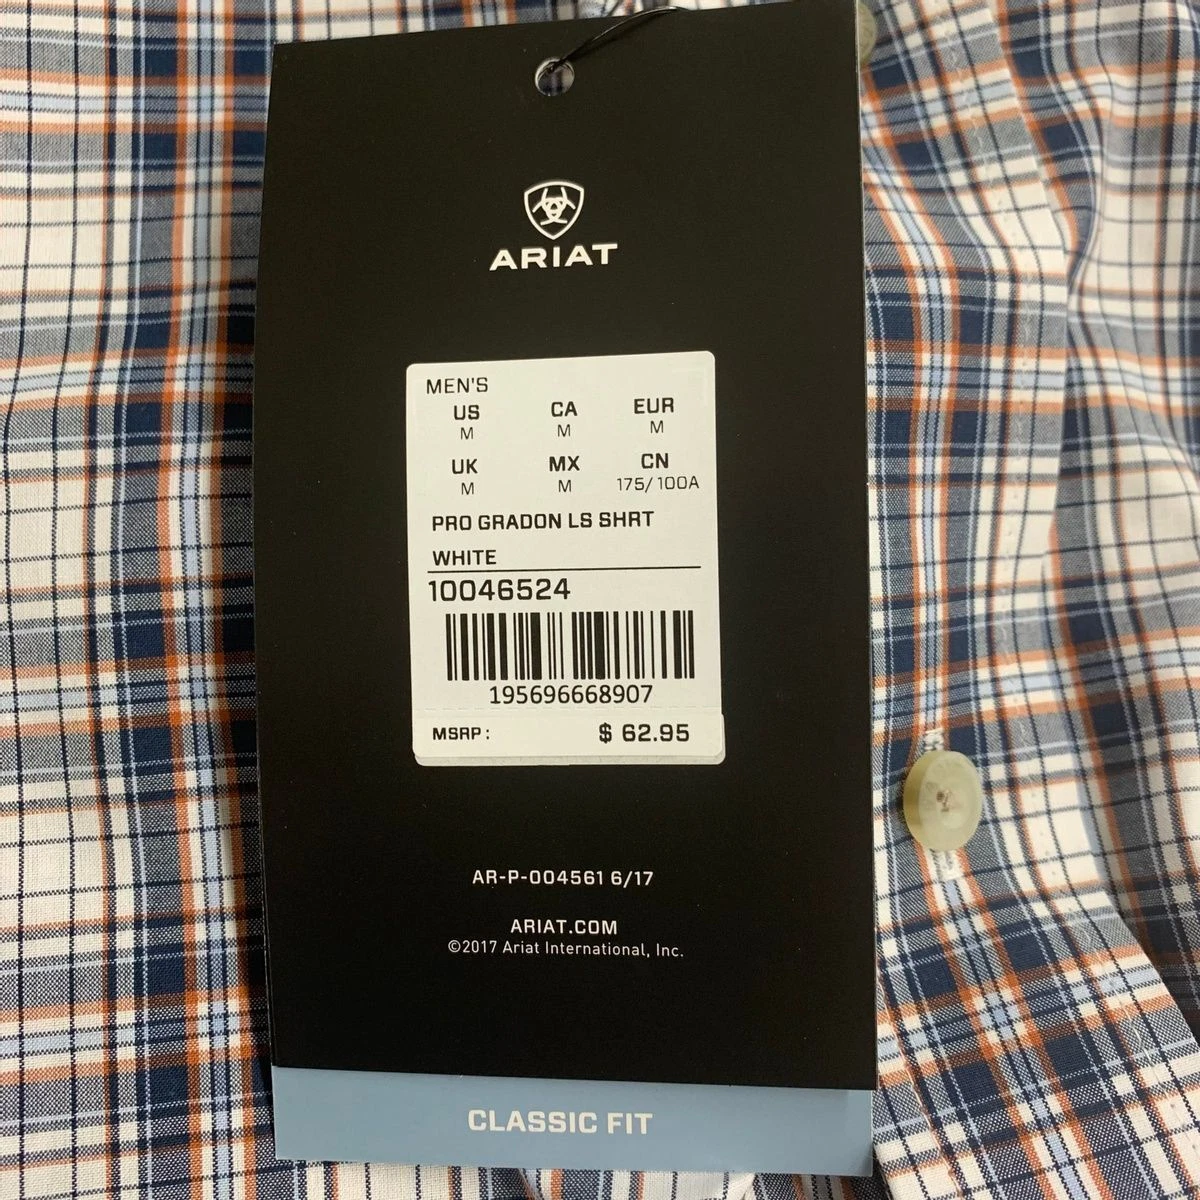 ARIAT
MEN'S
US CA EUR
M M M
UK MX CN
M M 175/100A
PRO GRADON LS SHRT
WHITE
10046524
195696668907
MSRP: $ 62.95
AR-P-004561 6/17
ARIAT.COM
©2017 Ariat International, Inc.
CLASSIC FIT